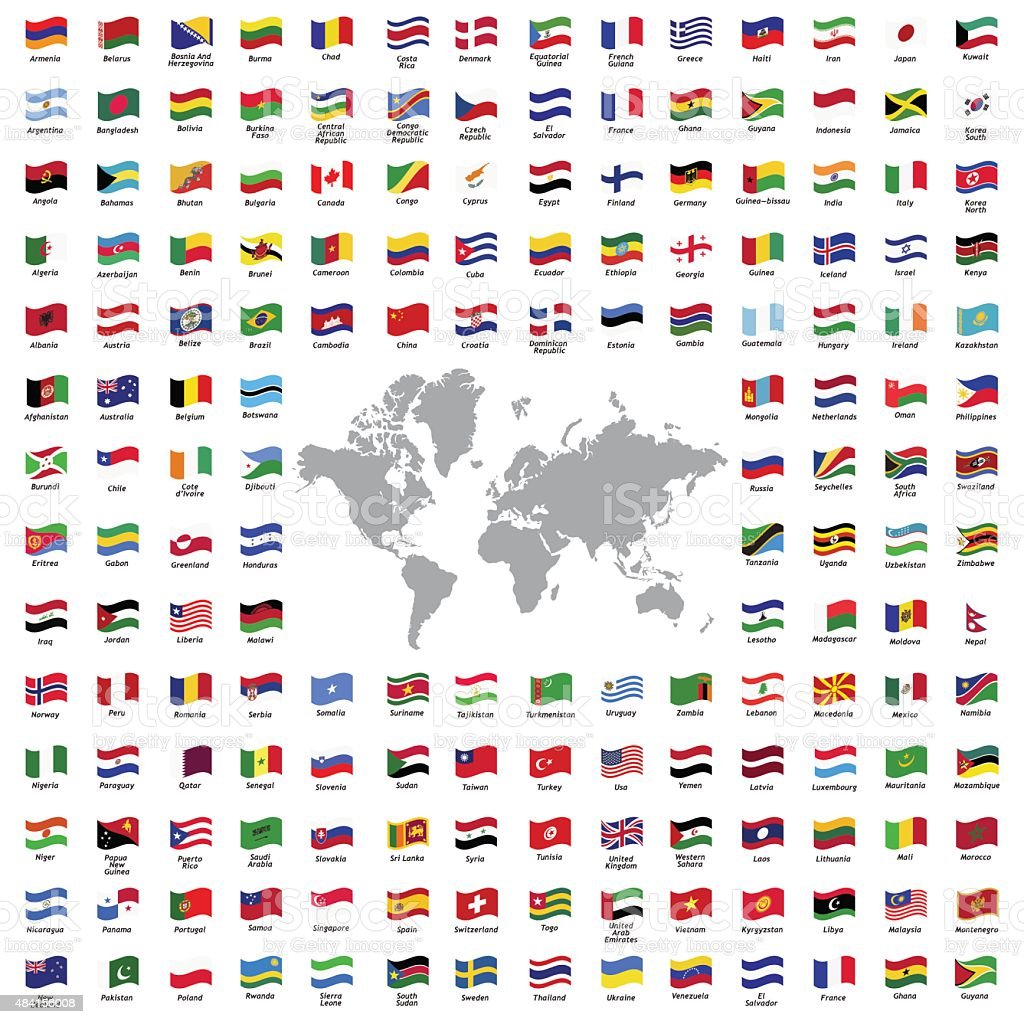 Armenia Belarus Bosnia And Herzegovina Burma Chad Costa Rica Denmark Equatorial Guinea French Guiana Greece Haiti Iran Japan Kuwait
Argentina Bangladesh Bolivia Burkina Faso Central African Republic Congo Democratic Republic Czech Republic El Salvador France Ghana Guyana Indonesia Jamaica Korea South
Angola Bahamas Bhutan Bulgaria Canada Congo Cyprus Egypt Finland Germany Guinea—bissau India Italy Korea North
Algeria Azerbaijan Benin Brunei Cameroon Colombia Cuba Ecuador Ethiopia Georgia Guinea Iceland Israel Kenya
Albania Austria Belize Brazil Cambodia China Croatia Dominican Republic Estonia Gambia Guatemala Hungary Ireland Kazakhstan
Afghanistan Australia Belgium Botswana Mongolia Netherlands Oman Philippines
Burundi Chile Cote d'Ivoire Djibouti Russia Seychelles South Africa Swaziland
Eritrea Gabon Greenland Honduras Tanzania Uganda Uzbekistan Zimbabwe
Iraq Jordan Liberia Malawi Lesotho Madagascar Moldova Nepal
Norway Peru Romania Serbia Somalia Suriname Tajikistan Turkmenistan Uruguay Zambia Lebanon Macedonia Mexico Namibia
Nigeria Paraguay Qatar Senegal Slovenia Sudan Taiwan Turkey Usa Yemen Latvia Luxembourg Mauritania Mozambique
Niger Papua New Guinea Puerto Rico Saudi Arabia Slovakia Sri Lanka Syria Tunisia United Kingdom Western Sahara Laos Lithuania Mali Morocco
Nicaragua Panama Portugal Samoa Singapore Spain Switzerland Togo United Arab Emirates Vietnam Kyrgyzstan Libya Malaysia Montenegro
New Pakistan Poland Rwanda Sierra Leone South Sudan Sweden Thailand Ukraine Venezuela El Salvador France Ghana Guyana
iStock
by Getty Images™
484156008